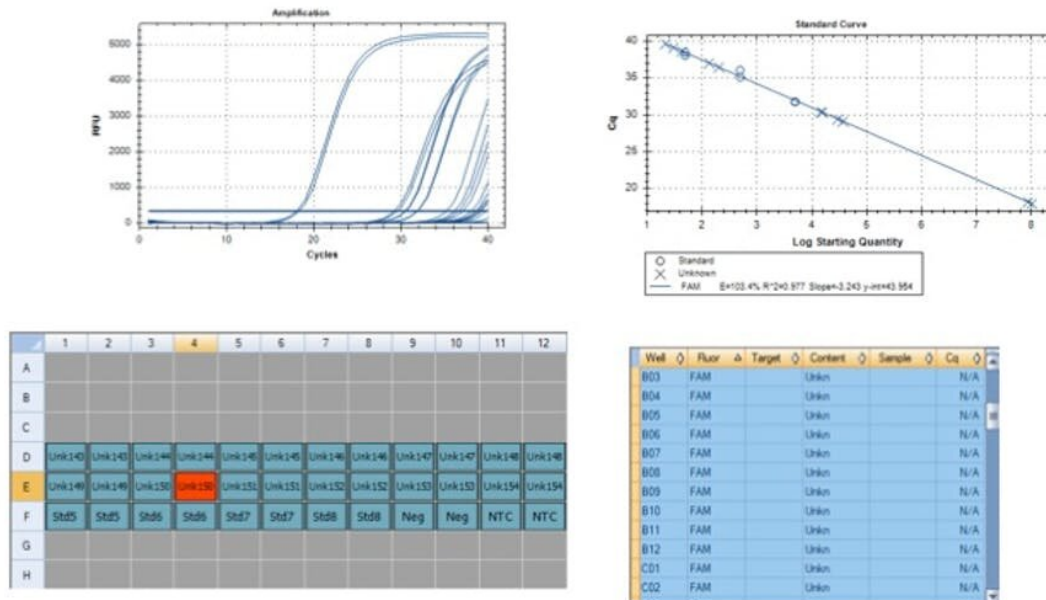 Amplification
6000
5000
4000
3000
2000
1000
0
RFU
0 10 20 30 40
Cycles
Standard Curve
40
35
30
25
20
Cq
1 2 3 4 5 6 7 8
Log Starting Quantity
Standard
Unknown
FAM E=103.4% R^2=0.977 Slope=-3.243 y-int=43.954
1 2 3 4 5 6 7 8 9 10 11 12
A
B
C
D Unk143 Unk143 Unk144 Unk144 Unk145 Unk145 Unk146 Unk146 Unk147 Unk147 Unk148 Unk148
E Unk149 Unk149 Unk150 Unk150 Unk151 Unk151 Unk152 Unk152 Unk153 Unk153 Unk154 Unk154
F Std5 Std5 Std6 Std6 Std7 Std7 Std8 Std8 Neg Neg NTC NTC
G
H
Well Fluor Target Content Sample Cq
B03 FAM Unkn N/A
B04 FAM Unkn N/A
B05 FAM Unkn N/A
B06 FAM Unkn N/A
B07 FAM Unkn N/A
B08 FAM Unkn N/A
B09 FAM Unkn N/A
B10 FAM Unkn N/A
B11 FAM Unkn N/A
B12 FAM Unkn N/A
C01 FAM Unkn N/A
C02 FAM Unkn N/A